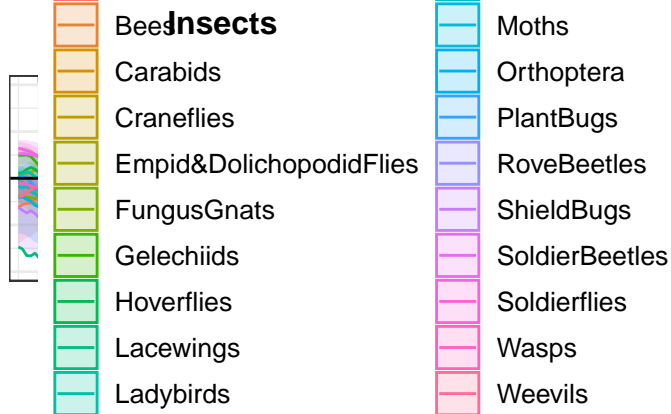 Insects
Bees
Carabids
Craneflies
Empid&DolichopodidFlies
FungusGnats
Gelechiids
Hoverflies
Lacewings
Ladybirds
Moths
Orthoptera
PlantBugs
RoveBeetles
ShieldBugs
SoldierBeetles
Soldierflies
Wasps
Weevils